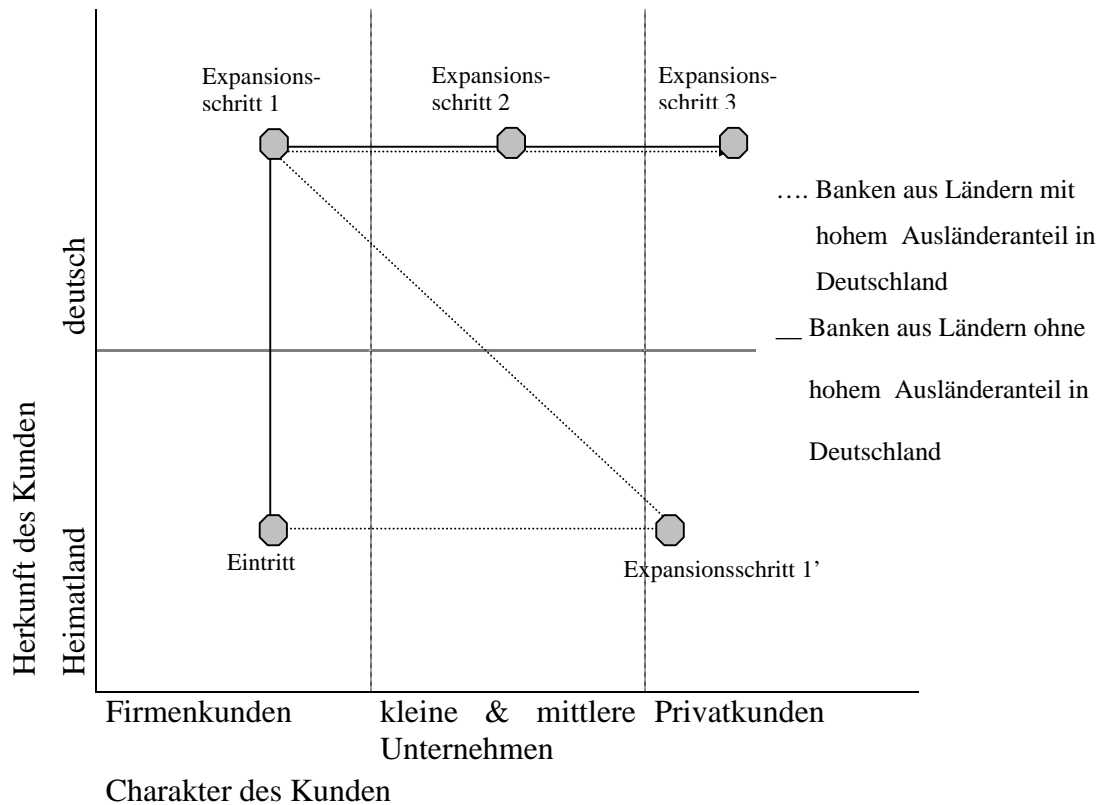 Expansions-
schritt 1
Expansions-
schritt 2
Expansions-
schritt 3
…. Banken aus Ländern mit
hohem Ausländeranteil in
Deutschland
__ Banken aus Ländern ohne
hohem Ausländeranteil in
Deutschland
Herkunft des Kunden
Heimatland deutsch
Eintritt
Expansionsschritt 1’
Firmenkunden
kleine & mittlere
Unternehmen
Privatkunden
Charakter des Kunden